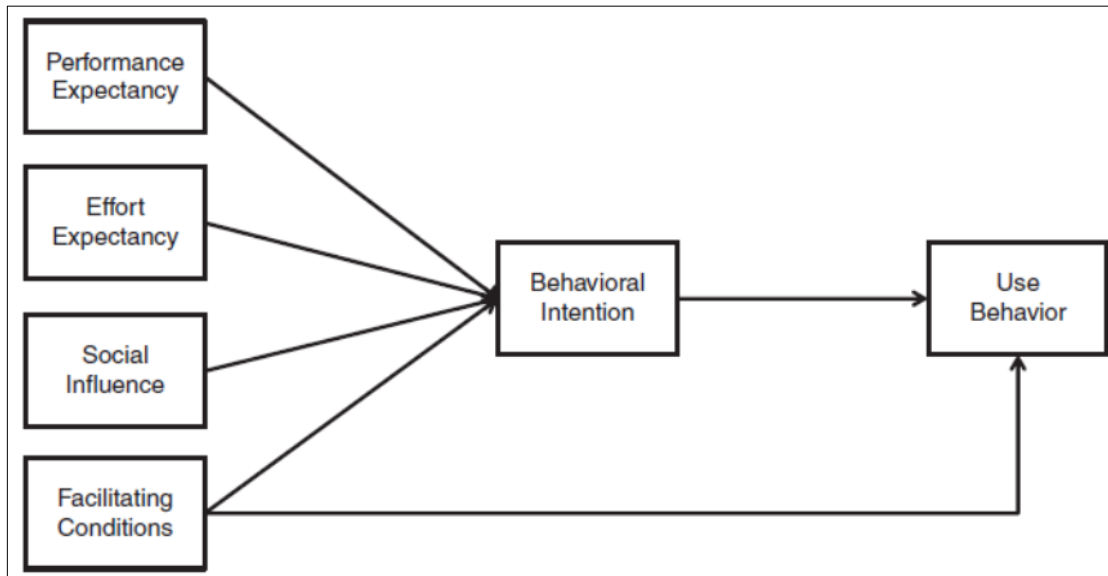 Performance
Expectancy
Effort
Expectancy
Social
Influence
Facilitating
Conditions
Behavioral
Intention
Use
Behavior